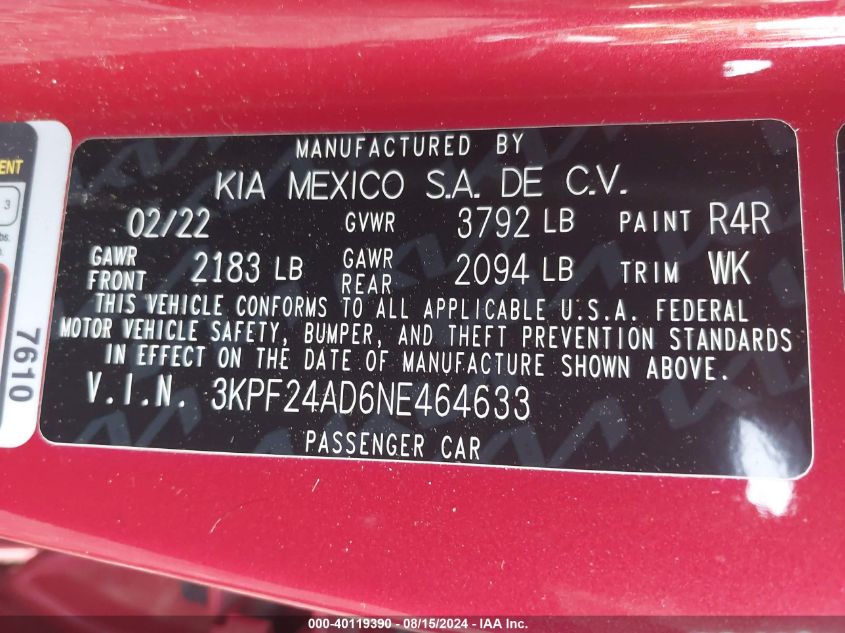 MANUFACTURED BY
KIA MEXICO S.A. DE C.V.
02/22 GVWR 3792 LB PAINT R4R
GAWR FRONT 2183 LB GAWR REAR 2094 LB TRIM WK
THIS VEHICLE CONFORMS TO ALL APPLICABLE U.S.A. FEDERAL
MOTOR VEHICLE SAFETY, BUMPER, AND THEFT PREVENTION STANDARDS
IN EFFECT ON THE DATE OF MANUFACTURE SHOWN ABOVE.
V.I.N. 3KPF24AD6NE464633
PASSENGER CAR
3
7610
000-40119390 - 08/15/2024 - IAA Inc.